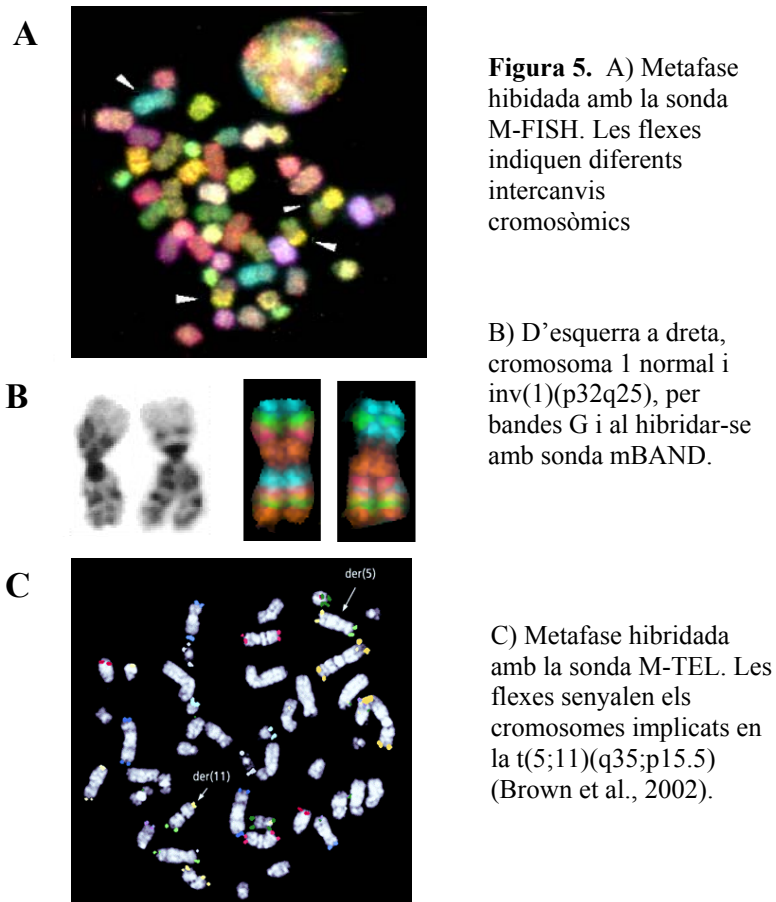 A
Figura 5. A) Metafase
hibidada amb la sonda
M-FISH. Les flexes
indiquen diferents
intercanvis
cromosòmics
B
B) D’esquerra a dreta,
cromosoma 1 normal i
inv(1)(p32q25), per
bandes G i al hibridar-se
amb sonda mBAND.
C
der(5)
der(11)
C) Metafase hibridada
amb la sonda M-TEL. Les
flexes senyalen els
cromosomes implicats en
la t(5;11)(q35;p15.5)
(Brown et al., 2002).